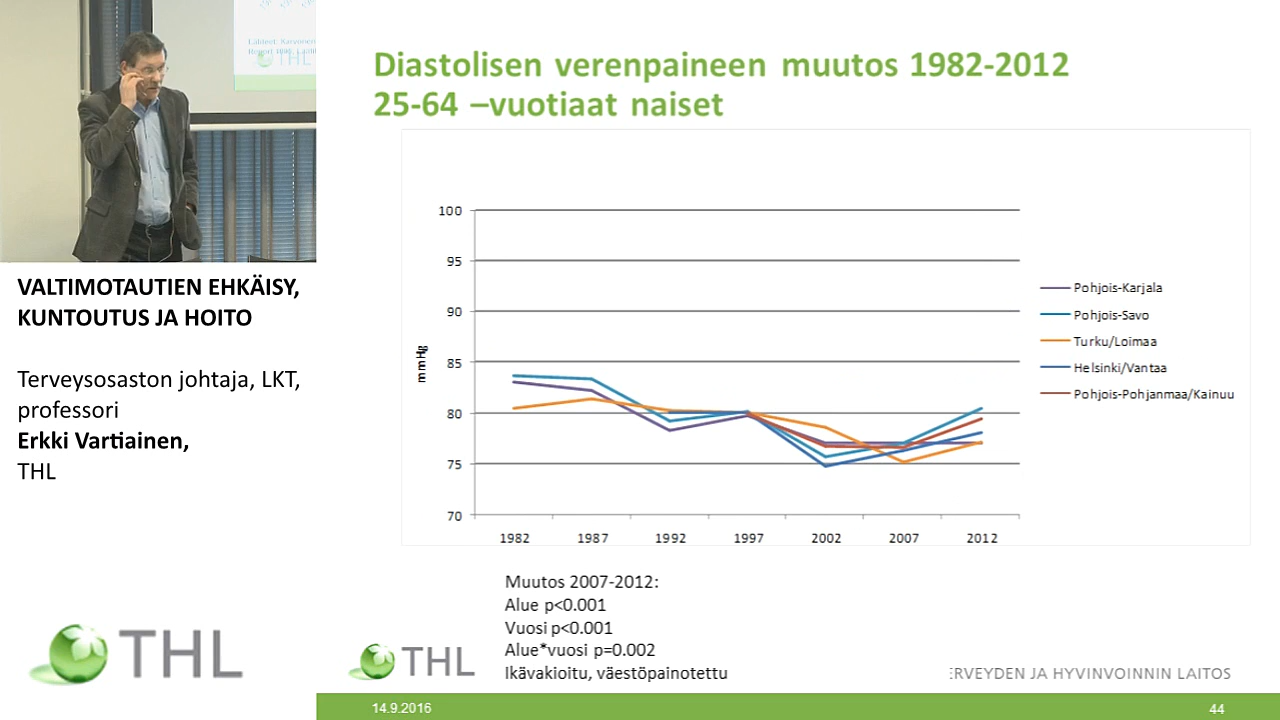 THL
VALTIMOTAUTIEN EHKÄISY,
KUNTOUTUS JA HOITO
Terveysosaston johtaja, LKT,
professori
Erkki Vartiainen,
THL
THL
Diastolisen verenpaineen muutos 1982-2012
25-64 –vuotiaat naiset
100
95
90
85
80
75
70
mmHg
1982 1987 1992 1997 2002 2007 2012
Pohjois-Karjala
Pohjois-Savo
Turku/Loimaa
Helsinki/Vantaa
Pohjois-Pohjanmaa/Kainuu
Muutos 2007-2012:
Alue p<0.001
Vuosi p<0.001
Alue*vuosi p=0.002
Ikävakioitu, väestöpainotettu
THL
ERVEYDEN JA HYVINVOINNIN LAITOS
14.9.2016
44